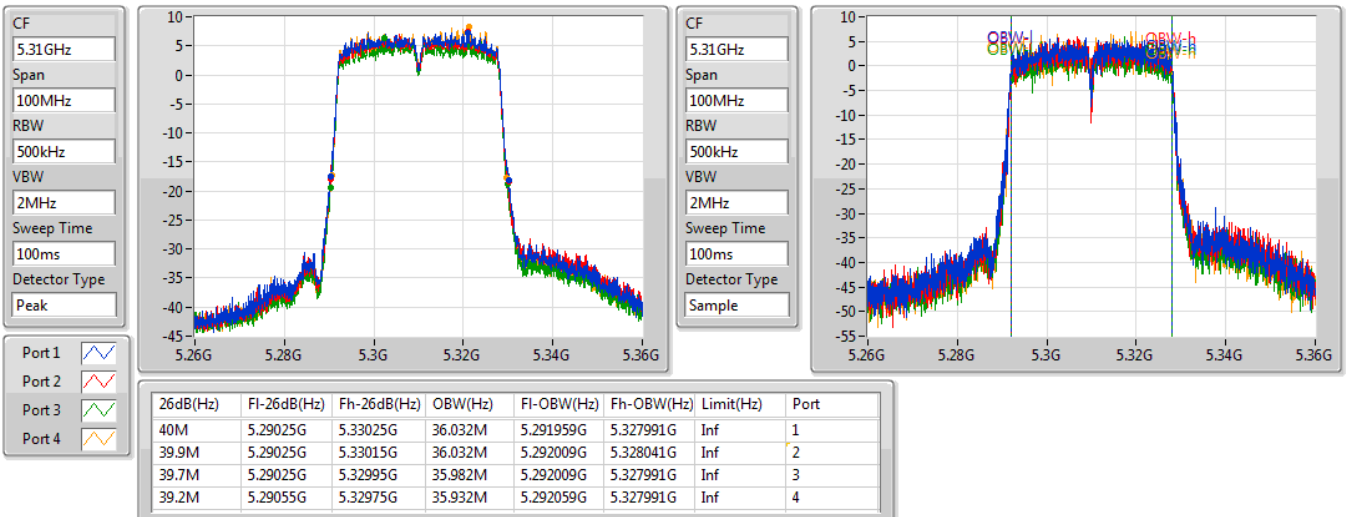 CF
5.31GHz
Span
100MHz
RBW
500kHz
VBW
2MHz
Sweep Time
100ms
Detector Type
Peak
10
5
0
-5
-10
-15
-20
-25
-30
-35
-40
-45
5.26G 5.28G 5.3G 5.32G 5.34G 5.36G
CF
5.31GHz
Span
100MHz
RBW
500kHz
VBW
2MHz
Sweep Time
100ms
Detector Type
Sample
10
5
0
-5
-10
-15
-20
-25
-30
-35
-40
-45
-50
-55
OBW-l OBW-h
5.26G 5.28G 5.3G 5.32G 5.34G 5.36G
Port 1
Port 2
Port 3
Port 4
26dB(Hz) Fl-26dB(Hz) Fh-26dB(Hz) OBW(Hz) Fl-OBW(Hz) Fh-OBW(Hz) Limit(Hz) Port
40M 5.29025G 5.33025G 36.032M 5.291959G 5.327991G Inf 1
39.9M 5.29025G 5.33015G 36.032M 5.292009G 5.328041G Inf 2
39.7M 5.29025G 5.32995G 35.982M 5.292009G 5.327991G Inf 3
39.2M 5.29055G 5.32975G 35.932M 5.292059G 5.327991G Inf 4